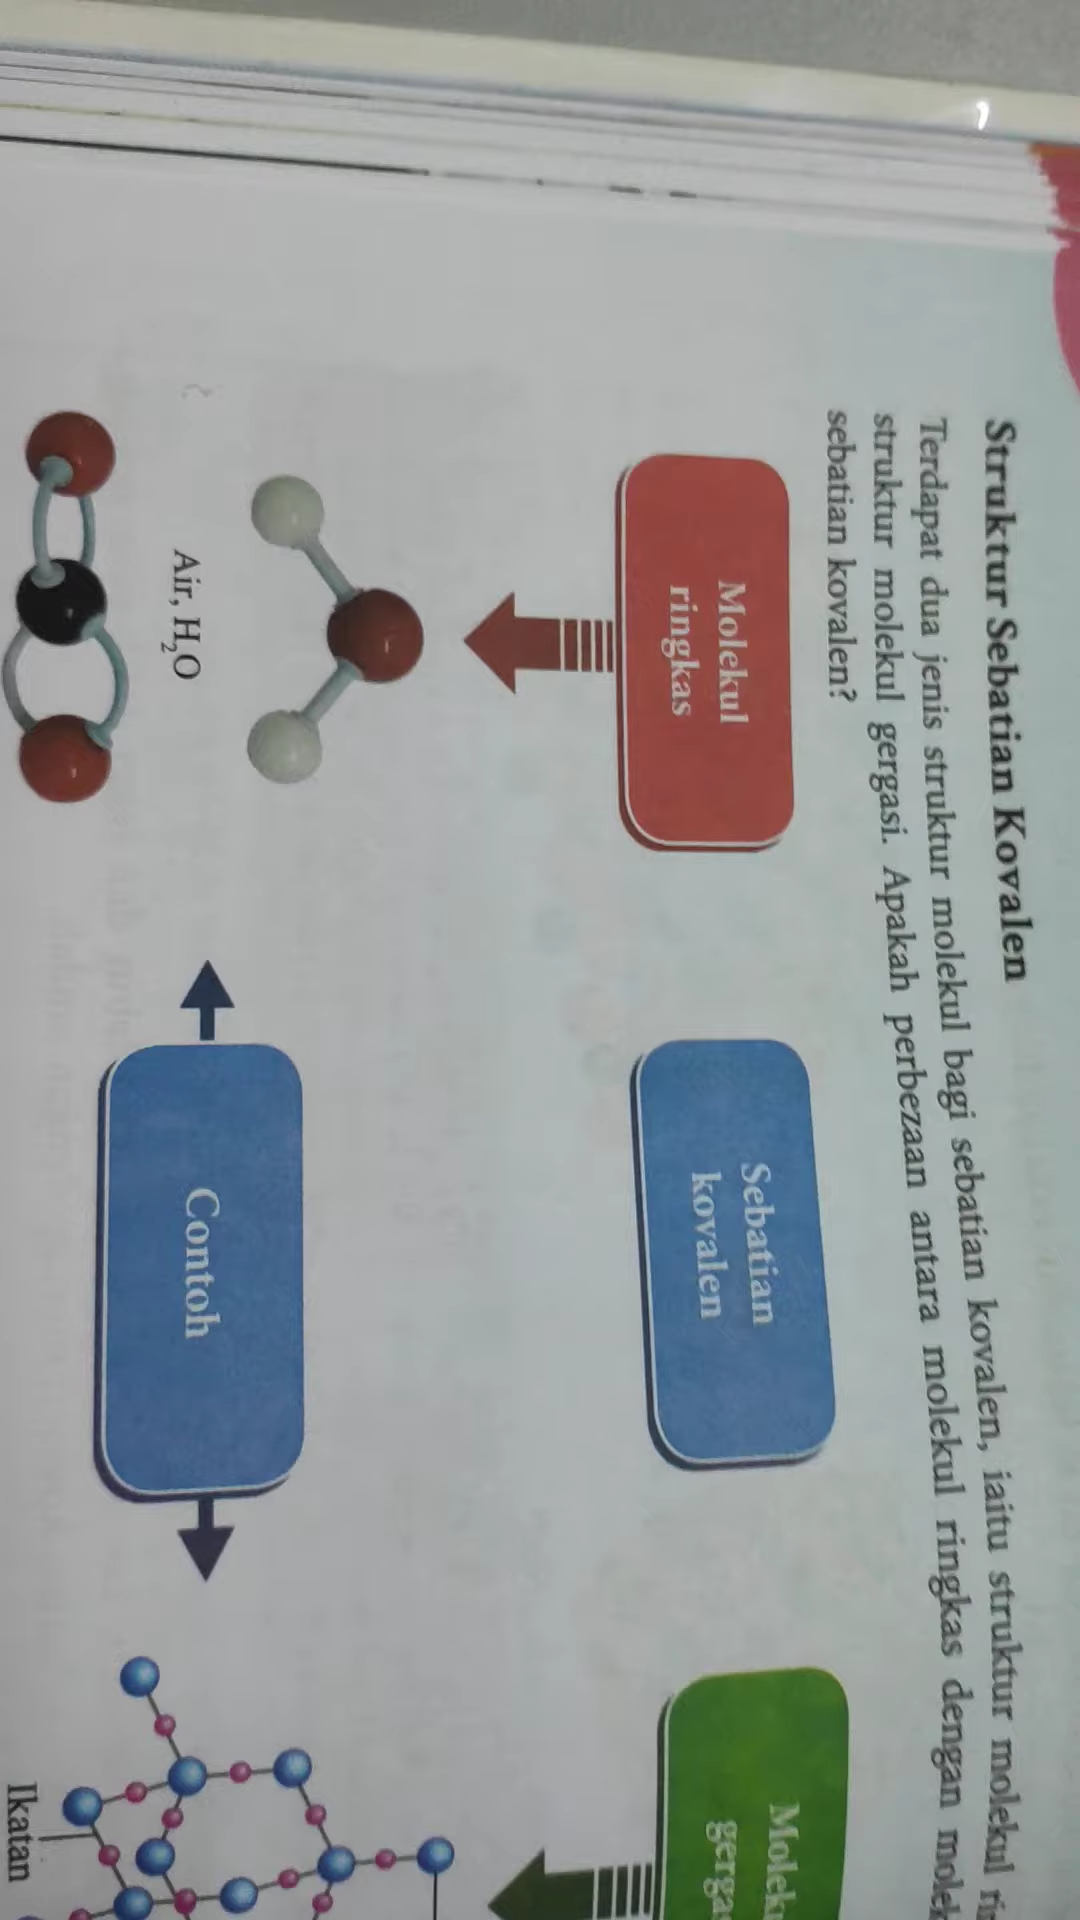 Struktur Sebatian Kovalen
Terdapat dua jenis struktur molekul bagi sebatian kovalen, iaitu struktur molekul
struktur molekul gergasi. Apakah perbezaan antara molekul ringkas dengan
sebatian kovalen?
Molekul
ringkas
Sebatian
kovalen
Air, H₂O
Contoh
Ikatan